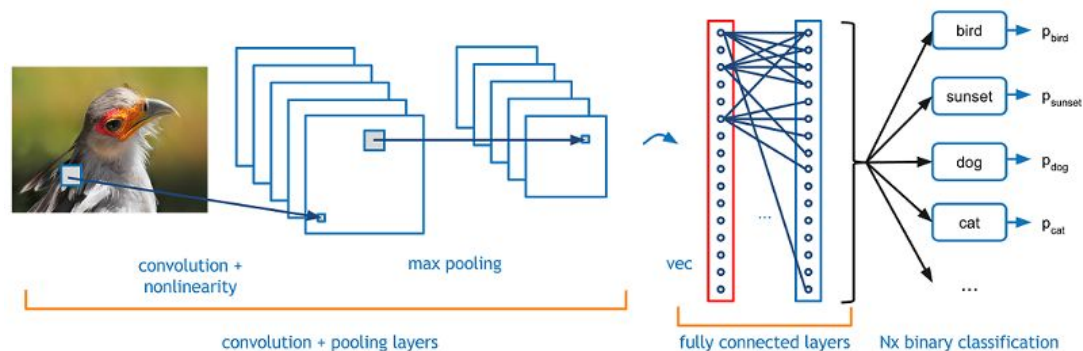 bird
p_bird
sunset
p_sunset
dog
p_dog
cat
p_cat
...
...
convolution +
nonlinearity
max pooling
vec
convolution + pooling layers
fully connected layers
Nx binary classification